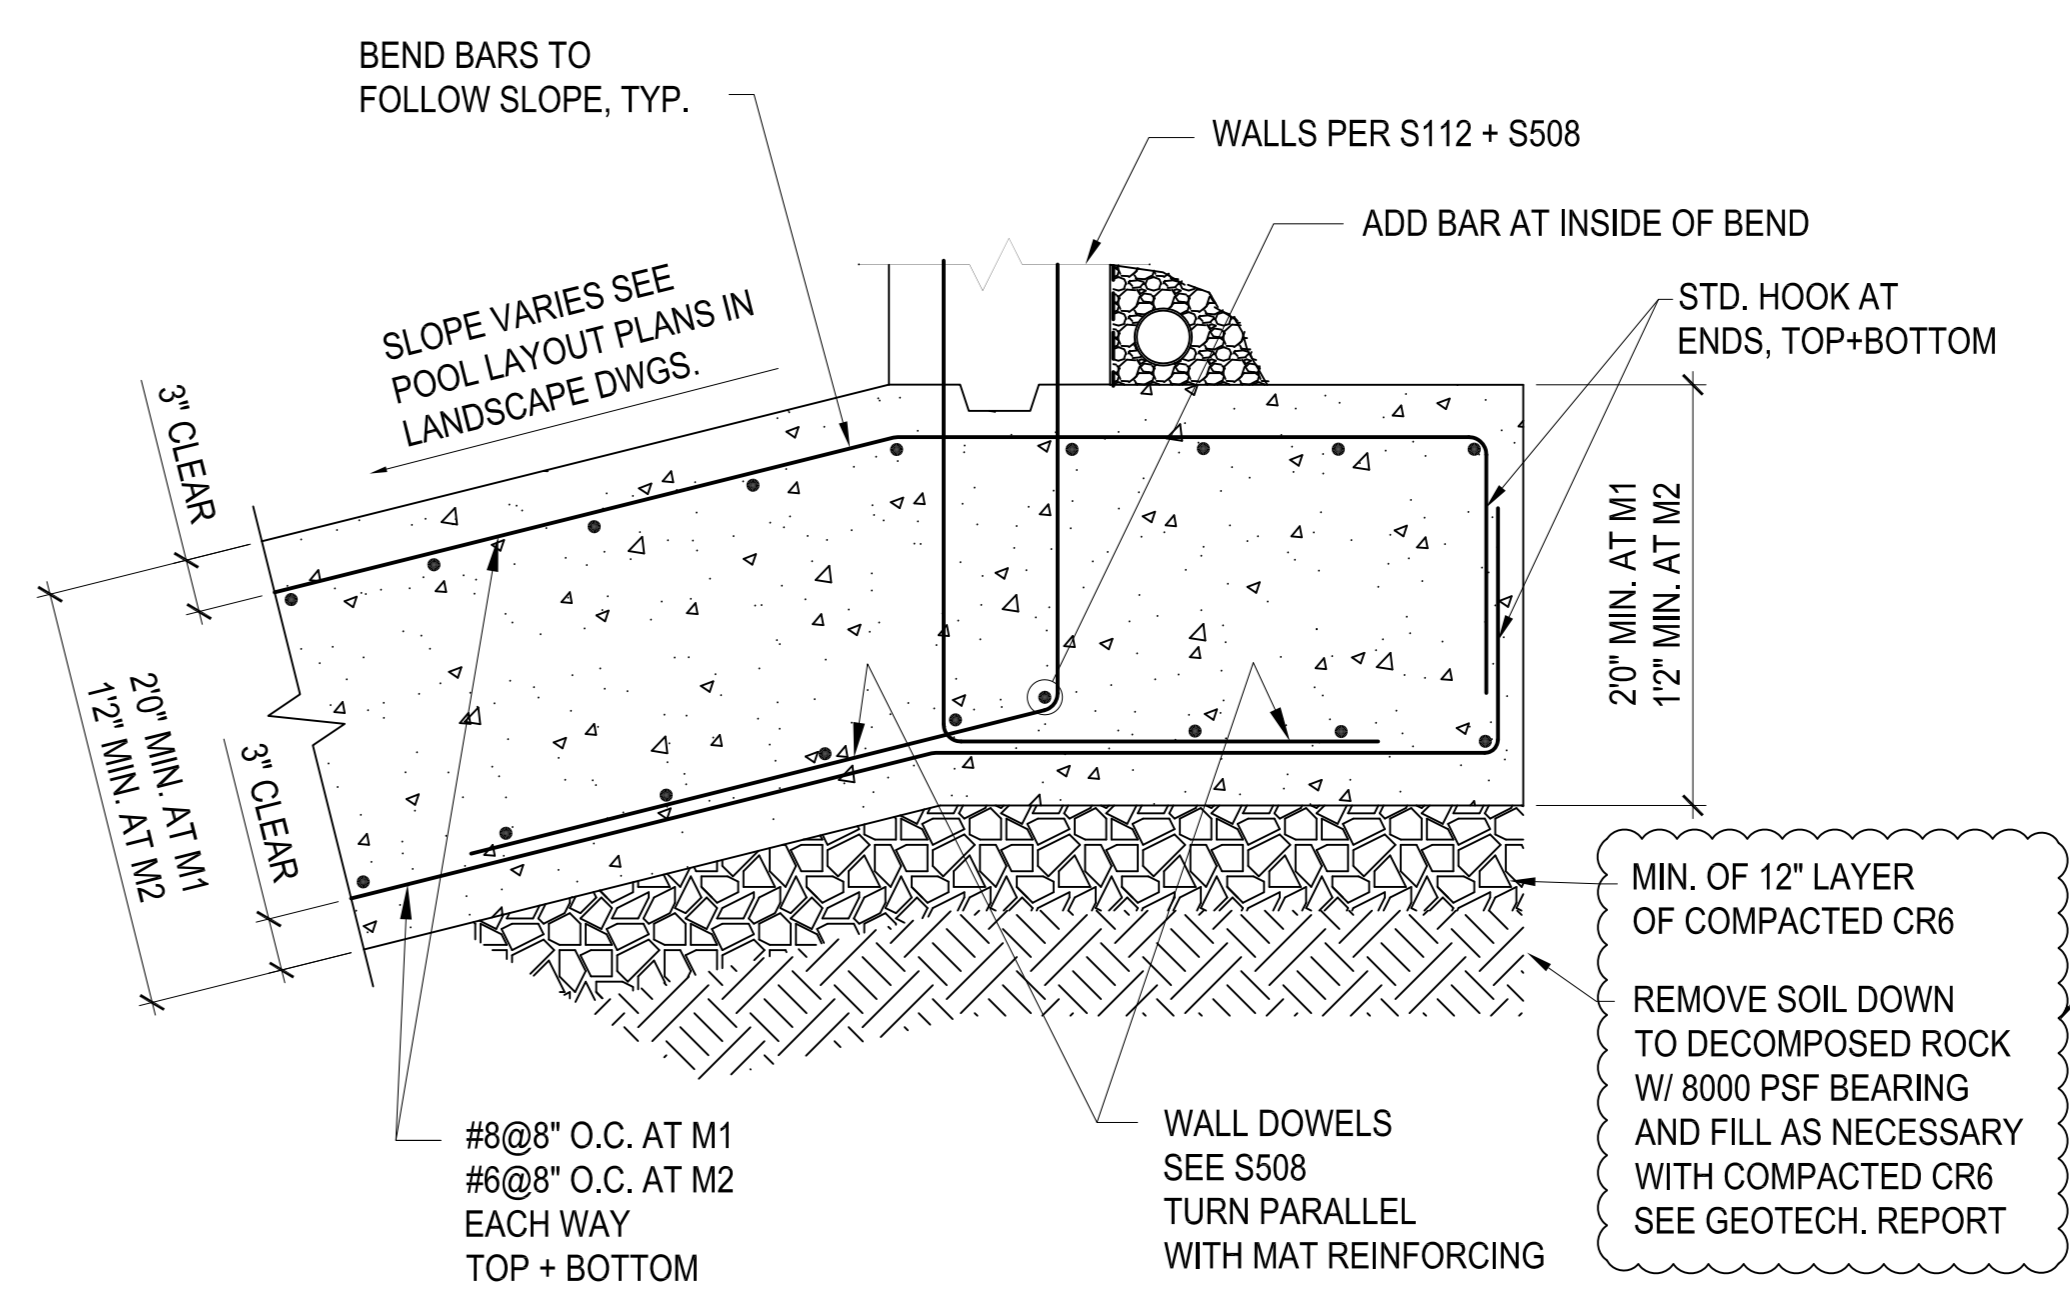 BEND BARS TO
FOLLOW SLOPE, TYP.
WALLS PER S112 + S508
ADD BAR AT INSIDE OF BEND
STD. HOOK AT
ENDS, TOP+BOTTOM
SLOPE VARIES SEE
POOL LAYOUT PLANS IN
LANDSCAPE DWGS.
3" CLEAR
2'0" MIN. AT M1
1'2" MIN. AT M2
3" CLEAR
2'0" MIN. AT M1
1'2" MIN. AT M2
MIN. OF 12" LAYER
OF COMPACTED CR6
REMOVE SOIL DOWN
TO DECOMPOSED ROCK
W/ 8000 PSF BEARING
AND FILL AS NECESSARY
WITH COMPACTED CR6
SEE GEOTECH. REPORT
#8@8" O.C. AT M1
#6@8" O.C. AT M2
EACH WAY
TOP + BOTTOM
WALL DOWELS
SEE S508
TURN PARALLEL
WITH MAT REINFORCING